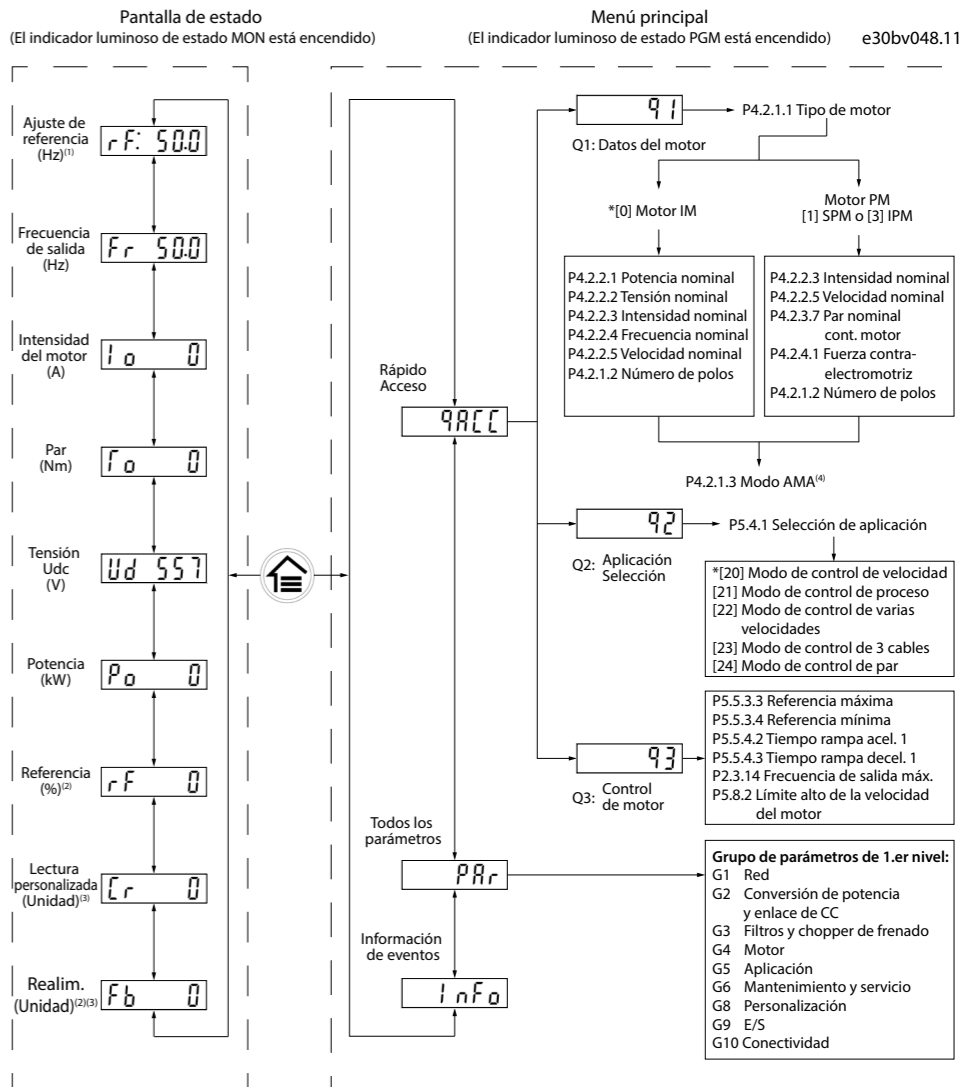 Pantalla de estado
(El indicador luminoso de estado MON está encendido)
Menú principal
(El indicador luminoso de estado PGM está encendido)
e30bv048.11
Ajuste de
referencia
(Hz)(1)
rF: 50.0
Frecuencia
de salida
(Hz)
Fr 50.0
Intensidad
del motor
(A)
Io 0
Par
(Nm)
To 0
Tensión
Udc
(V)
Ud 557
Potencia
(kW)
Po 0
Referencia
(%)(2)
rF 0
Lectura
personalizada
(Unidad)(3)
Cr 0
Realim.
(Unidad)(2)(3)
Fb 0
Rápido
Acceso
qACC
Todos los
parámetros
PAr
Información
de eventos
InFo
q1
Q1: Datos del motor
P4.2.1.1 Tipo de motor
*[0] Motor IM
Motor PM
[1] SPM o [3] IPM
P4.2.2.1 Potencia nominal
P4.2.2.2 Tensión nominal
P4.2.2.3 Intensidad nominal
P4.2.2.4 Frecuencia nominal
P4.2.2.5 Velocidad nominal
P4.2.1.2 Número de polos
P4.2.2.3 Intensidad nominal
P4.2.2.5 Velocidad nominal
P4.2.3.7 Par nominal
cont. motor
P4.2.4.1 Fuerza contra-
electromotriz
P4.2.1.2 Número de polos
P4.2.1.3 Modo AMA(4)
q2
Q2: Aplicación
Selección
P5.4.1 Selección de aplicación
*[20] Modo de control de velocidad
[21] Modo de control de proceso
[22] Modo de control de varias
velocidades
[23] Modo de control de 3 cables
[24] Modo de control de par
q3
Q3: Control
de motor
P5.5.3.3 Referencia máxima
P5.5.3.4 Referencia mínima
P5.5.4.2 Tiempo rampa acel. 1
P5.5.4.3 Tiempo rampa decel. 1
P2.3.14 Frecuencia de salida máx.
P5.8.2 Límite alto de la velocidad
del motor
Grupo de parámetros de 1.er nivel:
G1 Red
G2 Conversión de potencia
y enlace de CC
G3 Filtros y chopper de frenado
G4 Motor
G5 Aplicación
G6 Mantenimiento y servicio
G8 Personalización
G9 E/S
G10 Conectividad